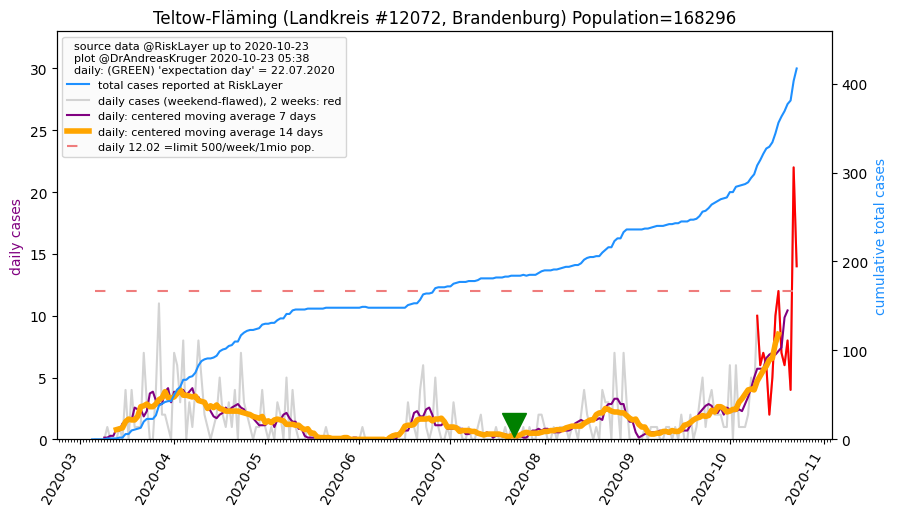 Teltow-Fläming (Landkreis #12072, Brandenburg) Population=168296
source data @RiskLayer up to 2020-10-23
plot @DrAndreasKruger 2020-10-23 05:38
daily: (GREEN) 'expectation day' = 22.07.2020
total cases reported at RiskLayer
daily cases (weekend-flawed), 2 weeks: red
daily: centered moving average 7 days
daily: centered moving average 14 days
daily 12.02 =limit 500/week/1mio pop.
daily cases
30
25
20
15
10
5
0
cumulative total cases
400
300
200
100
0
2020-03
2020-04
2020-05
2020-06
2020-07
2020-08
2020-09
2020-10
2020-11